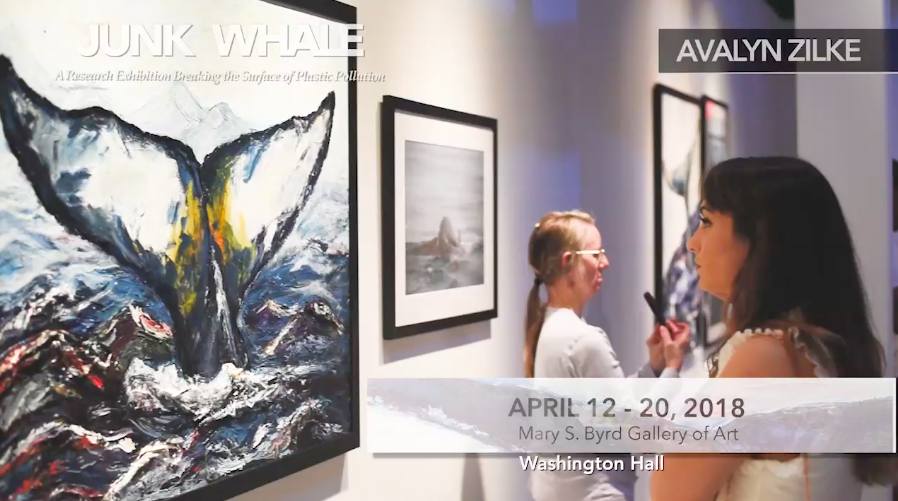 JUNK WHALE
A Research Exhibition Breaking the Surface of Plastic Pollution
AVALYN ZILKE
APRIL 12 - 20, 2018
Mary S. Byrd Gallery of Art
Washington Hall